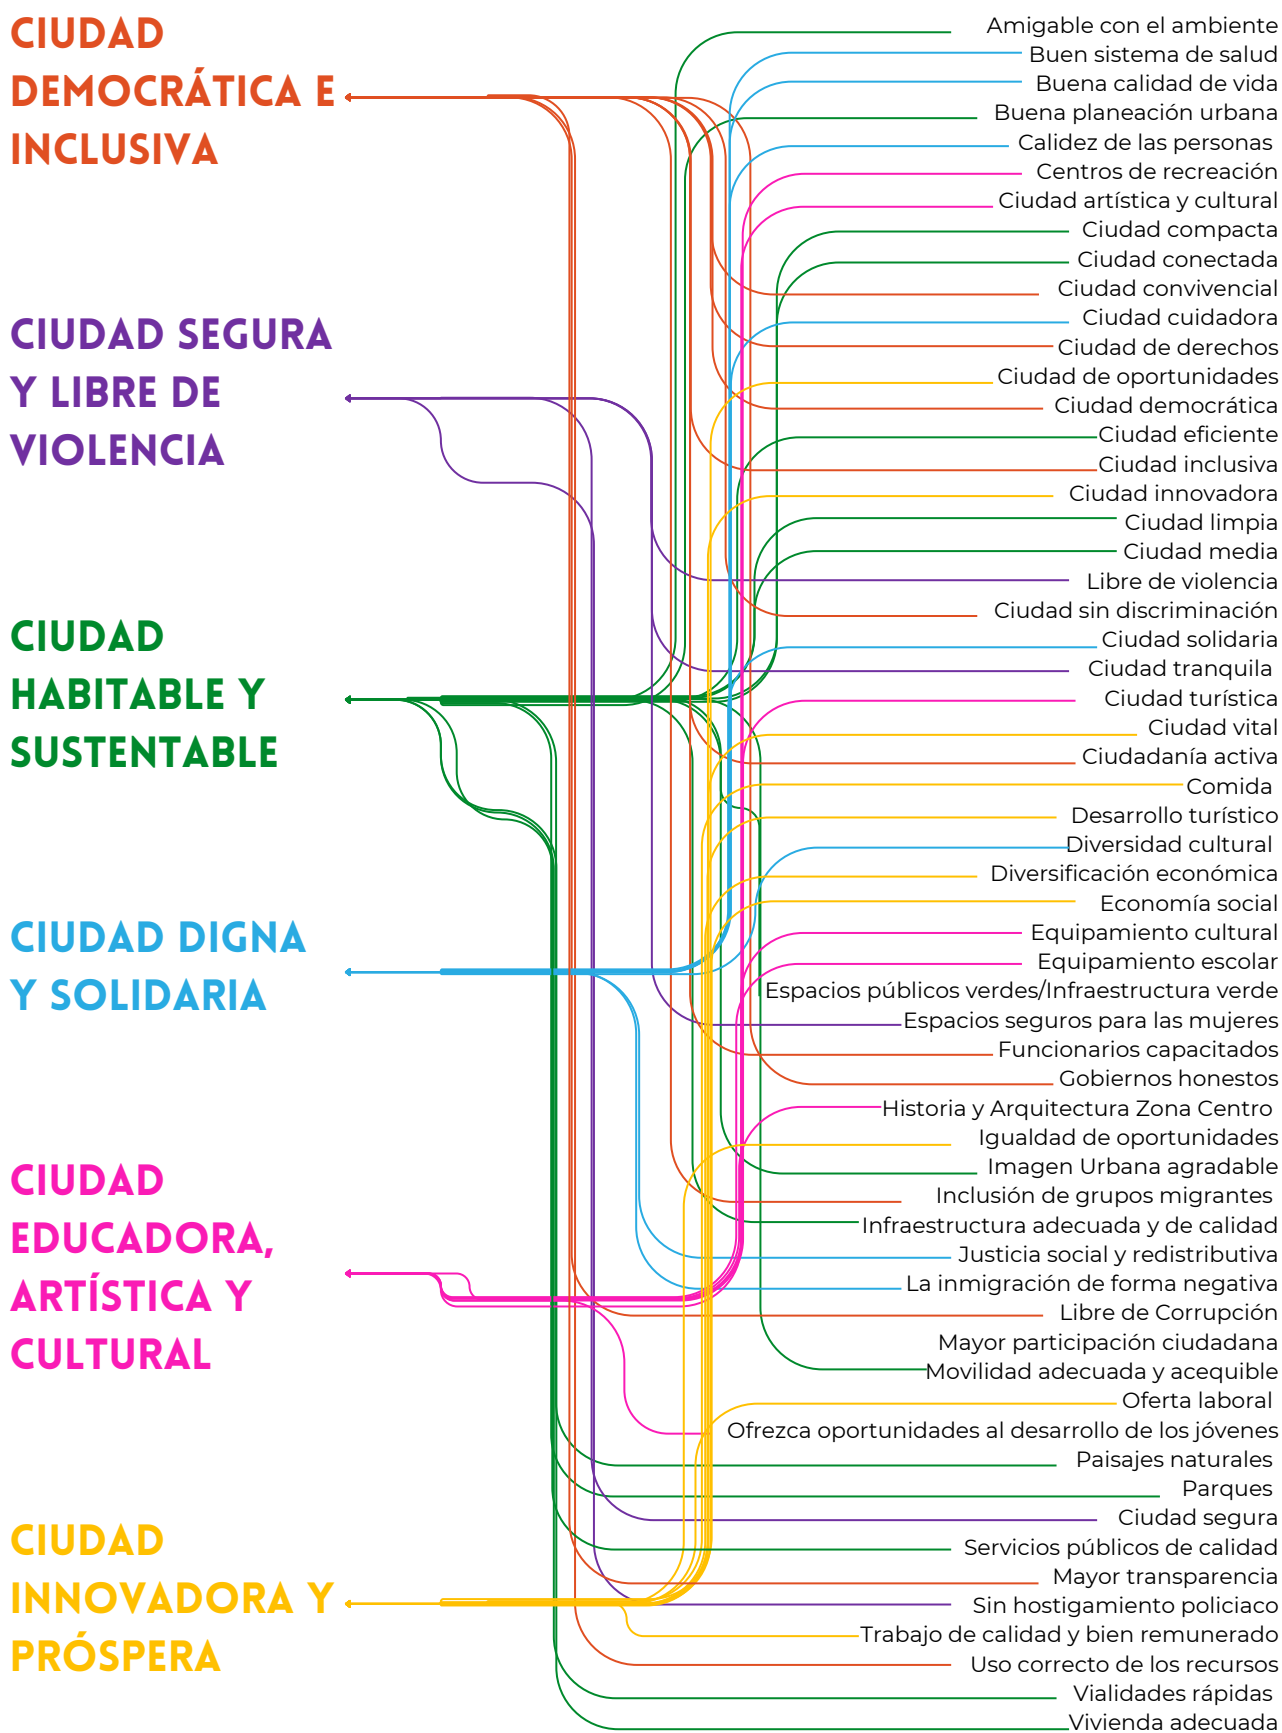 CIUDAD
DEMOCRÁTICA E
INCLUSIVA
CIUDAD SEGURA
Y LIBRE DE
VIOLENCIA
CIUDAD
HABITABLE Y
SUSTENTABLE
CIUDAD DIGNA
Y SOLIDARIA
CIUDAD
EDUCADORA,
ARTÍSTICA Y
CULTURAL
CIUDAD
INNOVADORA Y
PRÓSPERA
Amigable con el ambiente
Buen sistema de salud
Buena calidad de vida
Buena planeación urbana
Calidez de las personas
Centros de recreación
Ciudad artística y cultural
Ciudad compacta
Ciudad conectada
Ciudad convivencial
Ciudad cuidadora
Ciudad de derechos
Ciudad de oportunidades
Ciudad democrática
Ciudad eficiente
Ciudad inclusiva
Ciudad innovadora
Ciudad limpia
Ciudad media
Libre de violencia
Ciudad sin discriminación
Ciudad solidaria
Ciudad tranquila
Ciudad turística
Ciudad vital
Ciudadanía activa
Comida
Desarrollo turístico
Diversidad cultural
Diversificación económica
Economía social
Equipamiento cultural
Equipamiento escolar
Espacios públicos verdes/Infraestructura verde
Espacios seguros para las mujeres
Funcionarios capacitados
Gobiernos honestos
Historia y Arquitectura Zona Centro
Igualdad de oportunidades
Imagen Urbana agradable
Inclusión de grupos migrantes
Infraestructura adecuada y de calidad
Justicia social y redistributiva
La inmigración de forma negativa
Libre de Corrupción
Mayor participación ciudadana
Movilidad adecuada y acequible
Oferta laboral
Ofrezca oportunidades al desarrollo de los jóvenes
Paisajes naturales
Parques
Ciudad segura
Servicios públicos de calidad
Mayor transparencia
Sin hostigamiento policiaco
Trabajo de calidad y bien remunerado
Uso correcto de los recursos
Vialidades rápidas
Vivienda adecuada